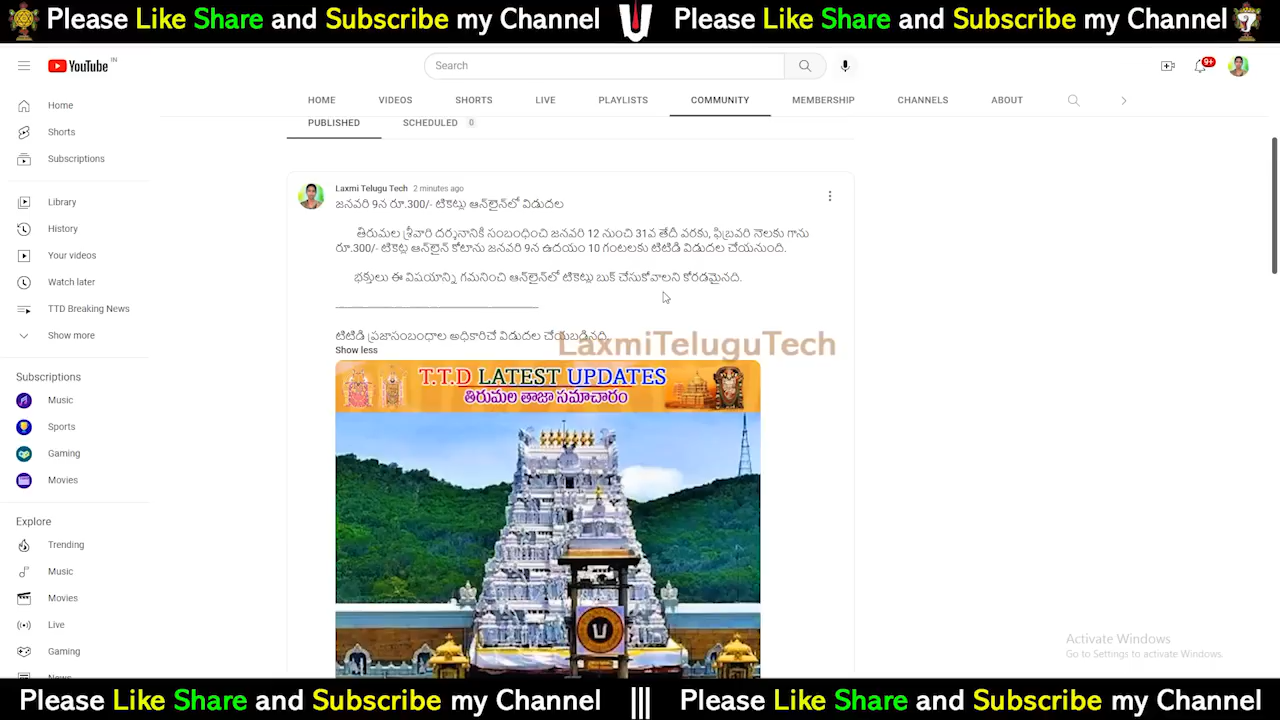 Please Like Share and Subscribe my Channel
Please Like Share and Subscribe my Channel
YouTube IN
Search
9+
HOME VIDEOS SHORTS LIVE PLAYLISTS COMMUNITY MEMBERSHIP CHANNELS ABOUT
PUBLISHED SCHEDULED 0
Home
Shorts
Subscriptions
Library
History
Your videos
Watch later
TTD Breaking News
Show more
Subscriptions
Music
Sports
Gaming
Movies
Explore
Trending
Music
Movies
Live
Gaming
News
Laxmi Telugu Tech 2 minutes ago
జనవరి 9న రూ.300/- టికెట్లు ఆన్‌లైన్‌లో విడుదల
తిరుమల శ్రీవారి దర్శనానికి సంబంధించి జనవరి 12 నుంచి 31వ తేదీ వరకు, ఫిబ్రవరి నెలకు గాను
రూ.300/- టికెట్ల ఆన్‌లైన్ కోటాను జనవరి 9న ఉదయం 10 గంటలకు టిటిడి విడుదల చేయనుంది.
భక్తులు ఈ విషయాన్ని గమనించి ఆన్‌లైన్‌లో టికెట్లు బుక్ చేసుకోవాలని కోరడమైనది.
టిటిడి ప్రజాసంబంధాల అధికారిచే విడుదల చేయబడినది.
LaxmiTeluguTech
Show less
T.T.D LATEST UPDATES
తిరుమల తాజా సమాచారం
Activate Windows
Go to Settings to activate Windows.
Please Like Share and Subscribe my Channel
Please Like Share and Subscribe my Channel